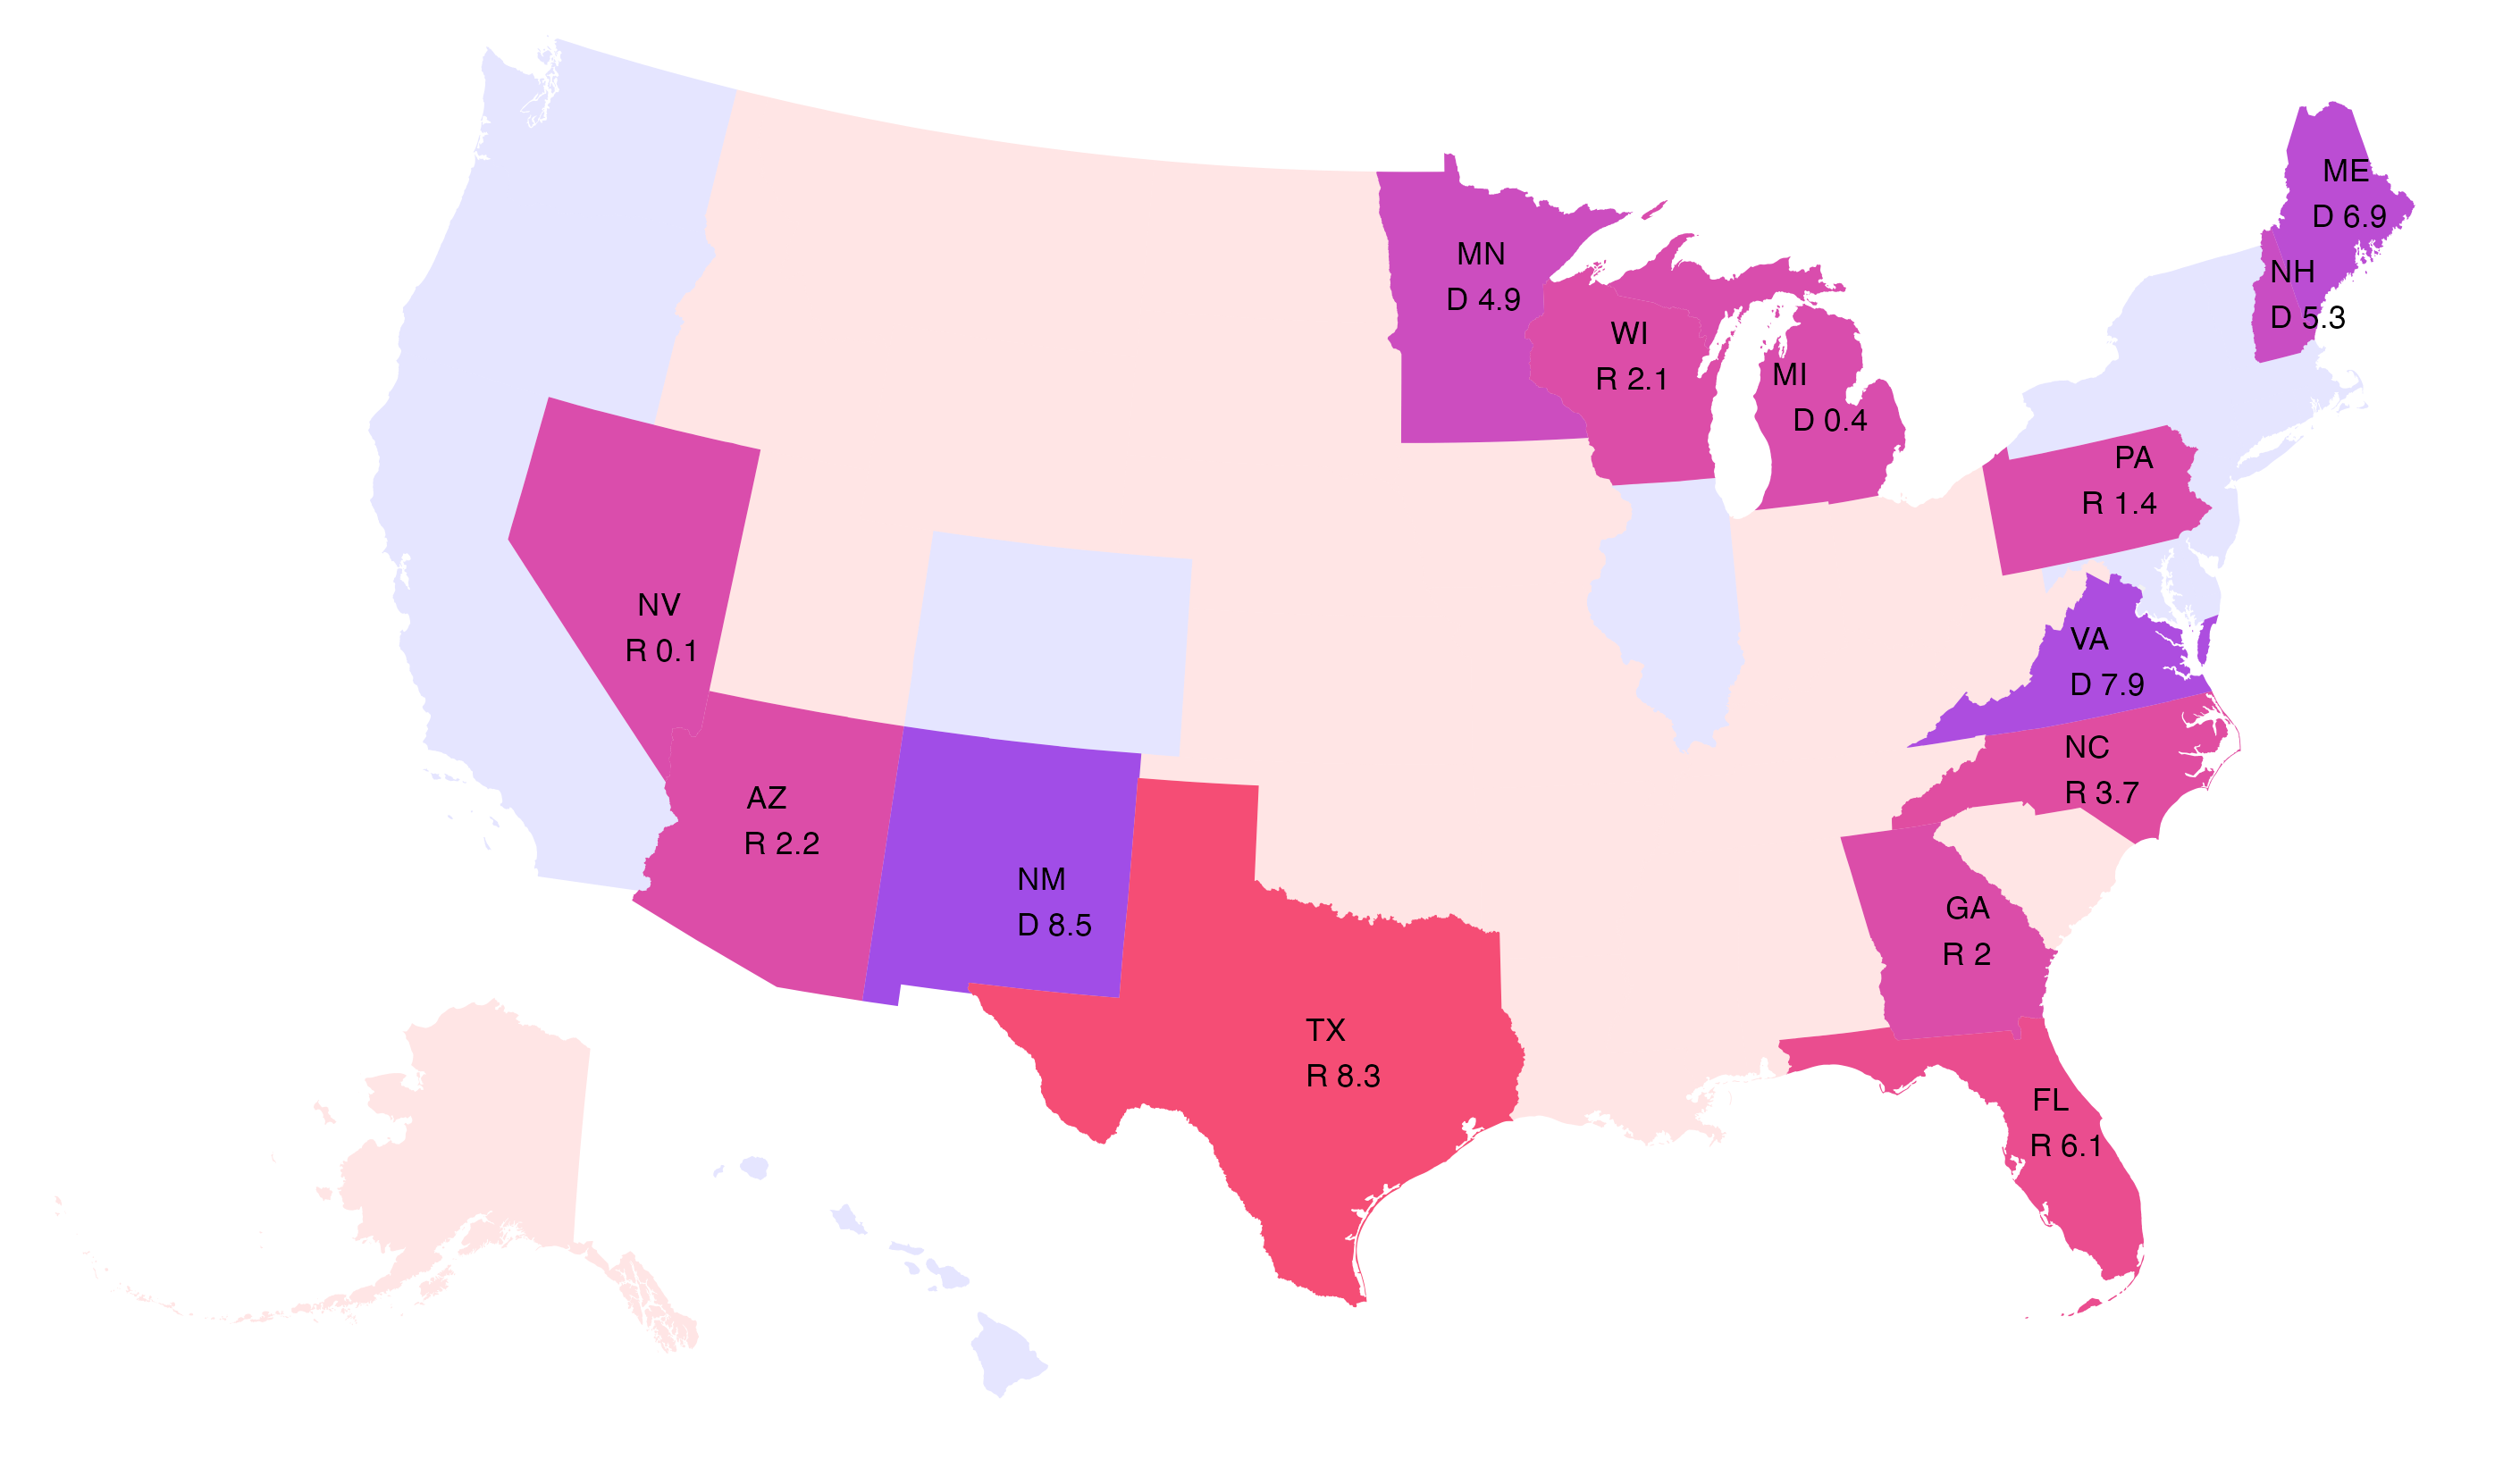 ME
D 6.9
MN
D 4.9
NH
D 5.3
WI
R 2.1
MI
D 0.4
PA
R 1.4
NV
R 0.1
VA
D 7.9
NC
R 3.7
AZ
R 2.2
NM
D 8.5
GA
R 2
TX
R 8.3
FL
R 6.1